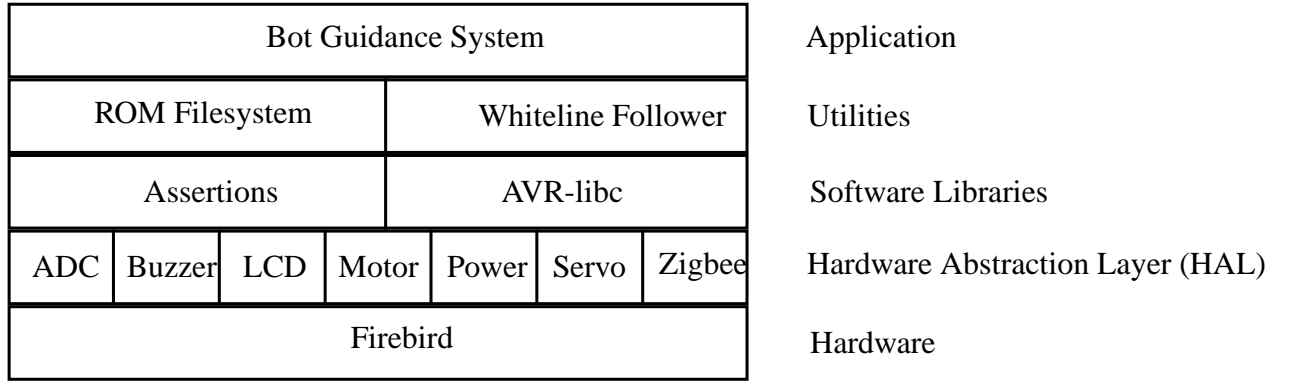 Bot Guidance System Application
ROM Filesystem Whiteline Follower Utilities
Assertions AVR-libc Software Libraries
ADC Buzzer LCD Motor Power Servo Zigbee Hardware Abstraction Layer (HAL)
Firebird Hardware